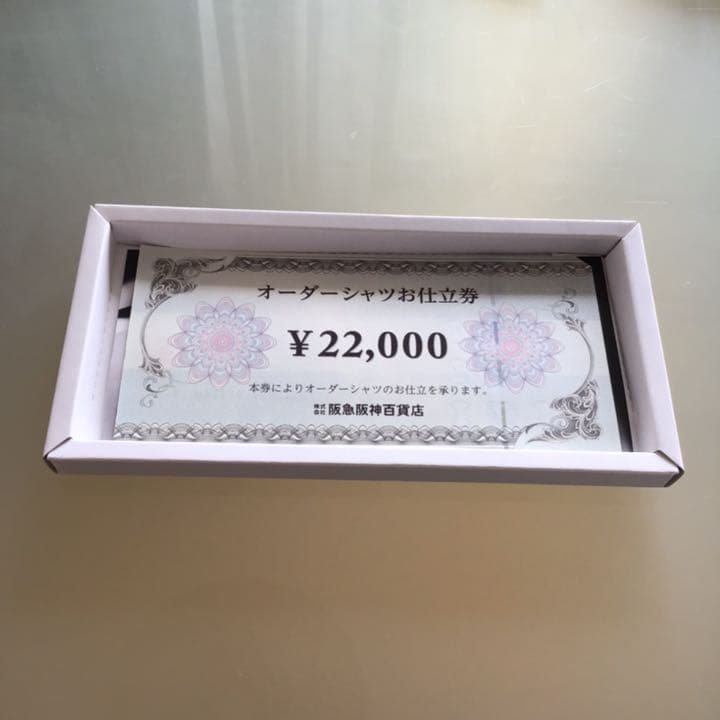 オーダーシャツお仕立券
¥22,000
本券によりオーダーシャツのお仕立を承ります。
株式会社 阪急阪神百貨店